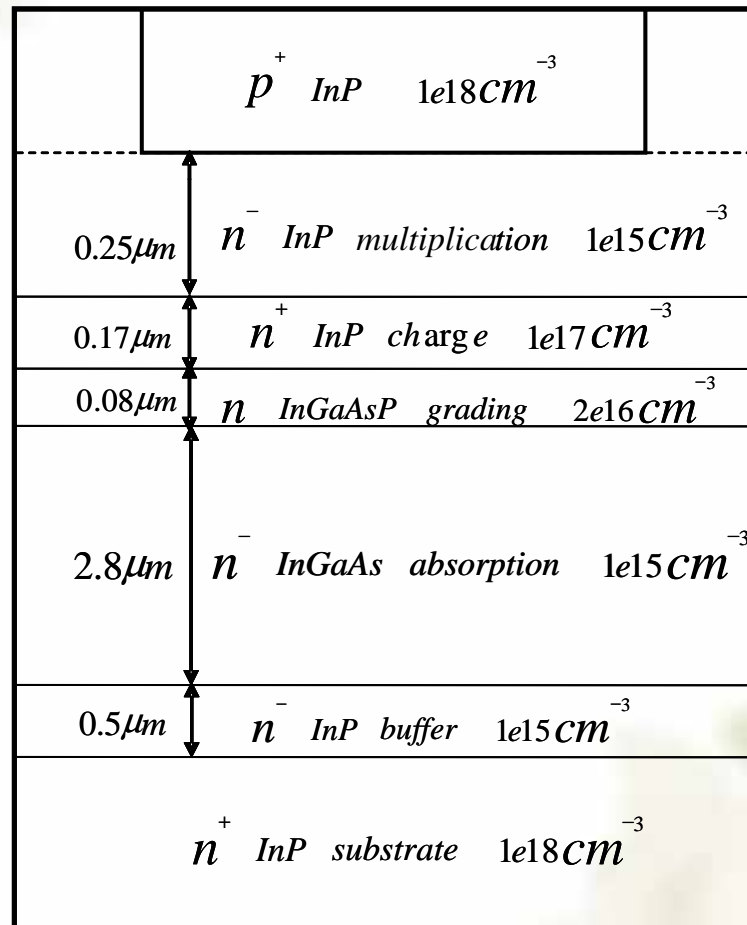 p⁺ InP 1e18cm⁻³
0.25μm n⁻ InP multiplication 1e15cm⁻³
0.17μm n⁺ InP charge 1e17cm⁻³
0.08μm n InGaAsP grading 2e16cm⁻³
2.8μm n⁻ InGaAs absorption 1e15cm⁻³
0.5μm n⁻ InP buffer 1e15cm⁻³
n⁺ InP substrate 1e18cm⁻³